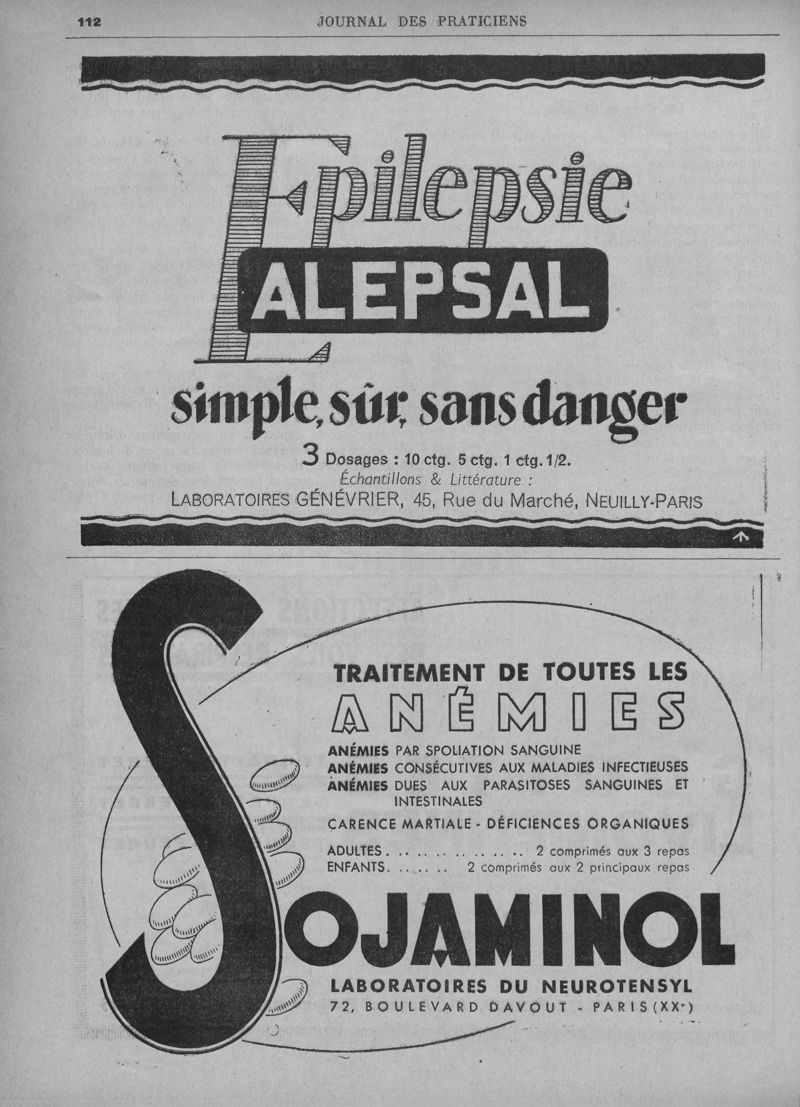 112
JOURNAL DES PRATICIENS
Epilepsie
ALEPSAL
simple, sûr, sans danger
3 Dosages : 10 ctg. 5 ctg. 1 ctg. 1/2.
Échantillons & Littérature :
LABORATOIRES GÉNÉVRIER, 45, Rue du Marché, NEUILLY-PARIS
TRAITEMENT DE TOUTES LES
ANÉMIES
ANÉMIES PAR SPOLIATION SANGUINE
ANÉMIES CONSÉCUTIVES AUX MALADIES INFECTIEUSES
ANÉMIES DUES AUX PARASITOSES SANGUINES ET
INTESTINALES
CARENCE MARTIALE - DÉFICIENCES ORGANIQUES
ADULTES. .. .. .. .. .. .. .. 2 comprimés aux 3 repas
ENFANTS. .. .. .. 2 comprimés aux 2 principaux repas
SOJAMINOL
LABORATOIRES DU NEUROTENSYL
72, BOULEVARD DAVOUT - PARIS (XXe)